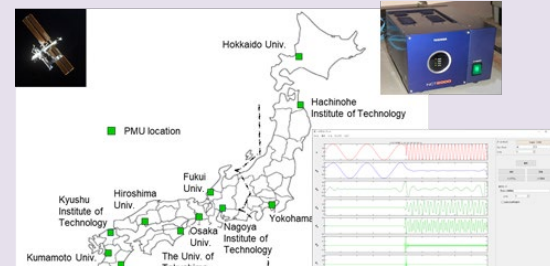 Hokkaido Univ.
Hachinohe
Institute of Technology
PMU location
Fukui
Univ.
Kyushu
Institute of
Technology
Hiroshima
Univ.
Yokohama
Osaka
Univ.
Nagoya
Institute of
Technology
Kumamoto Univ.
The Univ. of